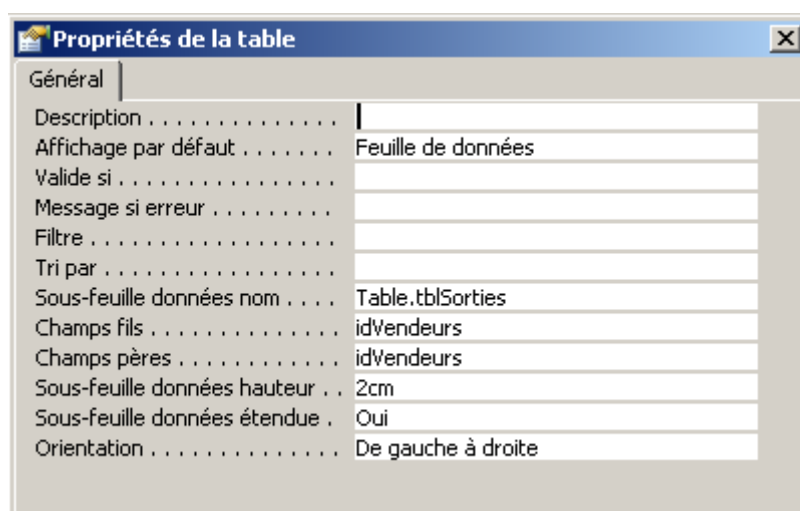 Propriétés de la table
Général
Description . . . . . . . . . . . . . .
Affichage par défaut . . . . . . . Feuille de données
Valide si . . . . . . . . . . . . . . . .
Message si erreur . . . . . . . . .
Filtre . . . . . . . . . . . . . . . . . .
Tri par . . . . . . . . . . . . . . . . .
Sous-feuille données nom . . . . Table.tblSorties
Champs fils . . . . . . . . . . . . . . idVendeurs
Champs pères . . . . . . . . . . . . idVendeurs
Sous-feuille données hauteur . . 2cm
Sous-feuille données étendue . Oui
Orientation . . . . . . . . . . . . . . De gauche à droite